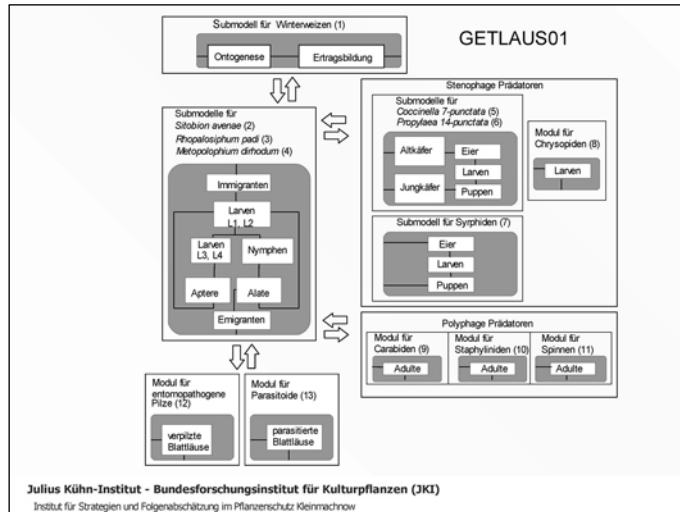 GETLAUS01
Submodell für Winterweizen (1)
Ontogenese
Ertragsbildung
Submodelle für
Sitobion avenae (2)
Rhopalosiphum padi (3)
Metopolophium dirhodum (4)
Immigranten
Larven
L1, L2
Larven
L3, L4
Nymphen
Aptere
Alate
Emigranten
Stenophage Prädatoren
Submodelle für
Coccinella 7-punctata (5)
Propylaea 14-punctata (6)
Altkäfer
Eier
Larven
Jungkäfer
Puppen
Modul für
Chrysopiden (8)
Larven
Submodell für Syrphiden (7)
Eier
Larven
Puppen
Polyphage Prädatoren
Modul für
Carabiden (9)
Adulte
Modul für
Staphyliniden (10)
Adulte
Modul für
Spinnen (11)
Adulte
Modul für
entomopathogene
Pilze (12)
verpilzte
Blattläuse
Modul für
Parasitoide (13)
parasitierte
Blattläuse
Julius Kühn-Institut - Bundesforschungsinstitut für Kulturpflanzen (JKI)
Institut für Strategien und Folgenabschätzung im Pflanzenschutz Kleinmachnow